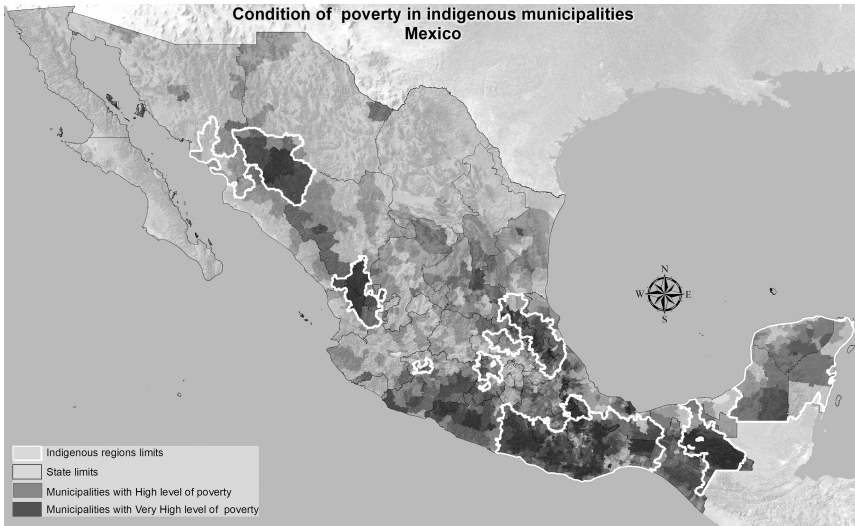 Condition of poverty in indigenous municipalities
Mexico
N
W E
S
Indigenous regions limits
State limits
Municipalities with High level of poverty
Municipalities with Very High level of poverty